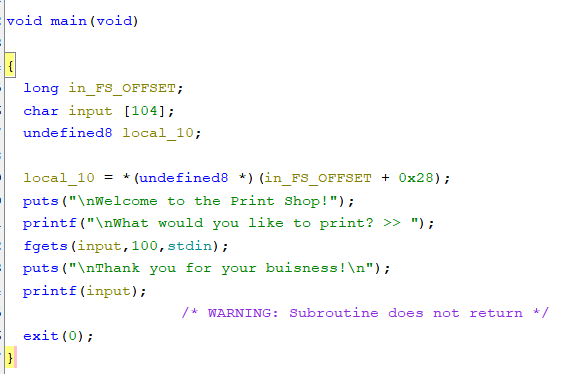 void main(void)
{
long in_FS_OFFSET;
char input [104];
undefined8 local_10;
local_10 = *(undefined8 *)(in_FS_OFFSET + 0x28);
puts("\nWelcome to the Print Shop!");
printf("\nWhat would you like to print? >> ");
fgets(input,100,stdin);
puts("\nThank you for your buisness!\n");
printf(input);
/* WARNING: Subroutine does not return */
exit(0);
}